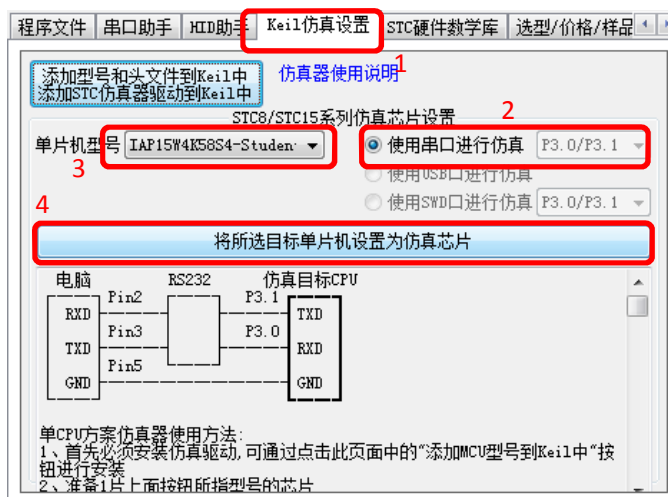 程序文件 串口助手 HID助手 Keil仿真设置 STC硬件数学库 选型/价格/样品
1
添加型号和头文件到Keil中 仿真器使用说明
添加STC仿真器驱动到Keil中
STC8/STC15系列仿真芯片设置
2
单片机型号 IAP15W4K58S4-Studen 使用串口进行仿真 P3.0/P3.1
3
使用USB口进行仿真
4
使用SWD口进行仿真 P3.0/P3.1
将所选目标单片机设置为仿真芯片
电脑 RS232 仿真目标CPU
Pin2 P3.1
RXD TXD
Pin3 P3.0
TXD RXD
Pin5
GND GND
单CPU方案仿真器使用方法:
1、首先必须安装仿真驱动,可通过点击此页面中的“添加MCU型号到Keil中“按
钮进行安装
2、准备1片上面按钮所指型号的芯片